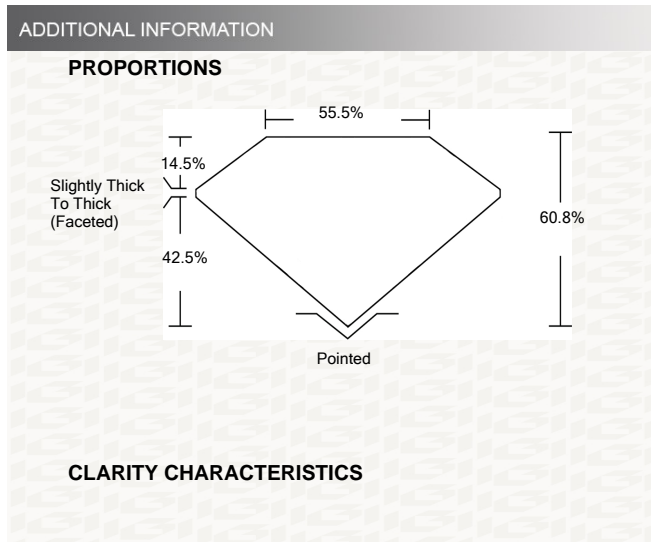 ADDITIONAL INFORMATION
PROPORTIONS
55.5%
14.5%
Slightly Thick
To Thick
(Faceted)
60.8%
42.5%
Pointed
CLARITY CHARACTERISTICS